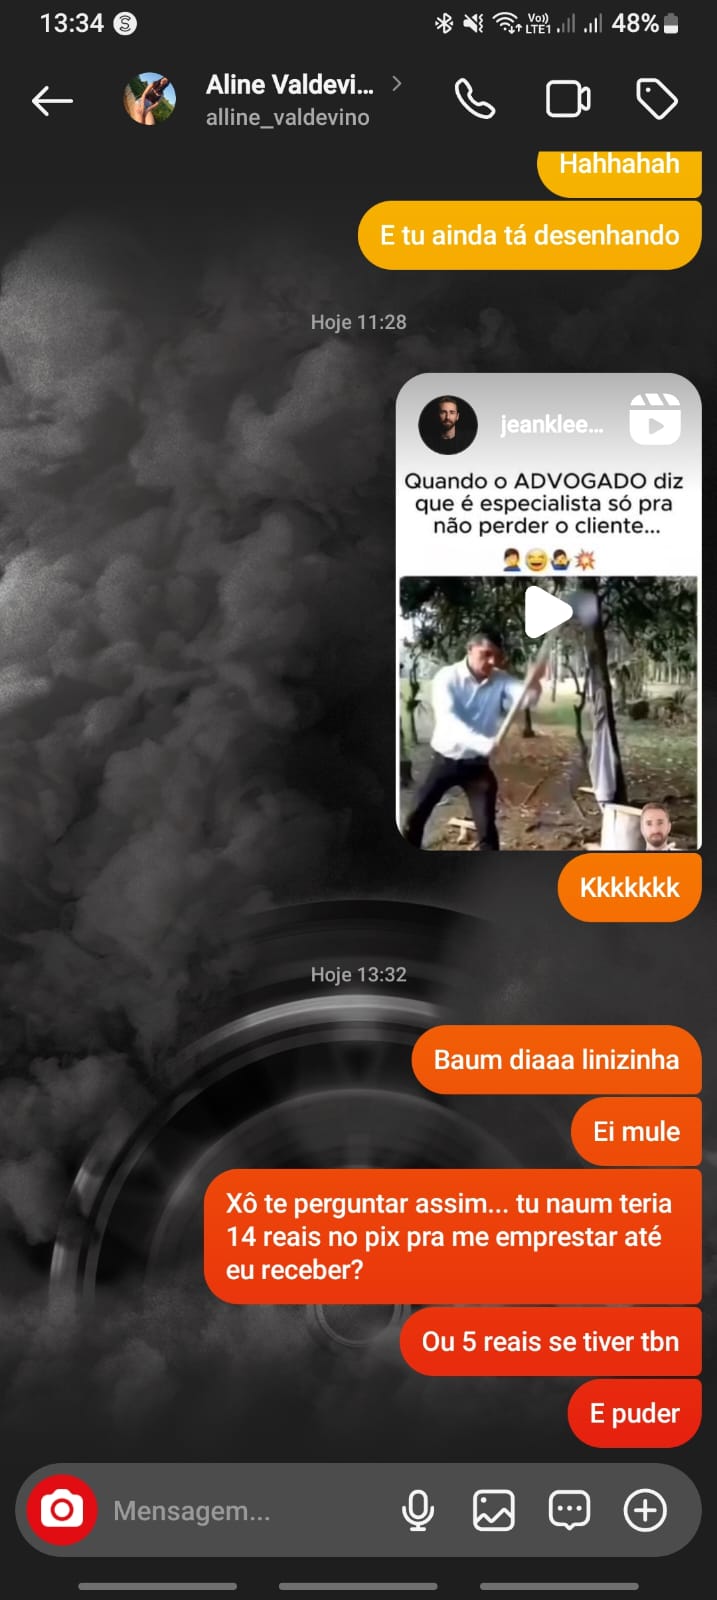 13:34
Vo)) LTE1 48%
Aline Valdevi...
alline_valdevino
Hahhahah
E tu ainda tá desenhando
Hoje 11:28
jeanklee...
Quando o ADVOGADO diz
que é especialista só pra
não perder o cliente...
🤦‍♂️😂🤷‍♂️💥
Kkkkkkk
Hoje 13:32
Baum diaaa linizinha
Ei mule
Xô te perguntar assim... tu naum teria
14 reais no pix pra me emprestar até
eu receber?
Ou 5 reais se tiver tbn
E puder
Mensagem...